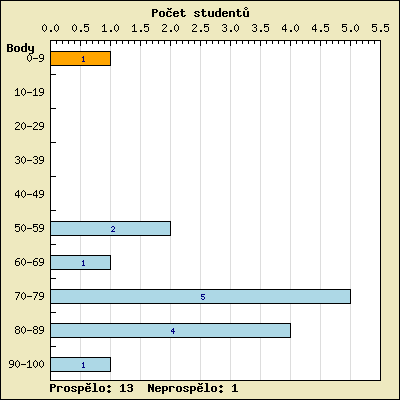 Počet studentů
0.0 0.5 1.0 1.5 2.0 2.5 3.0 3.5 4.0 4.5 5.0 5.5
Body
0-9 1
10-19
20-29
30-39
40-49
50-59 2
60-69 1
70-79 5
80-89 4
90-100 1
Prospělo: 13 Neprospělo: 1